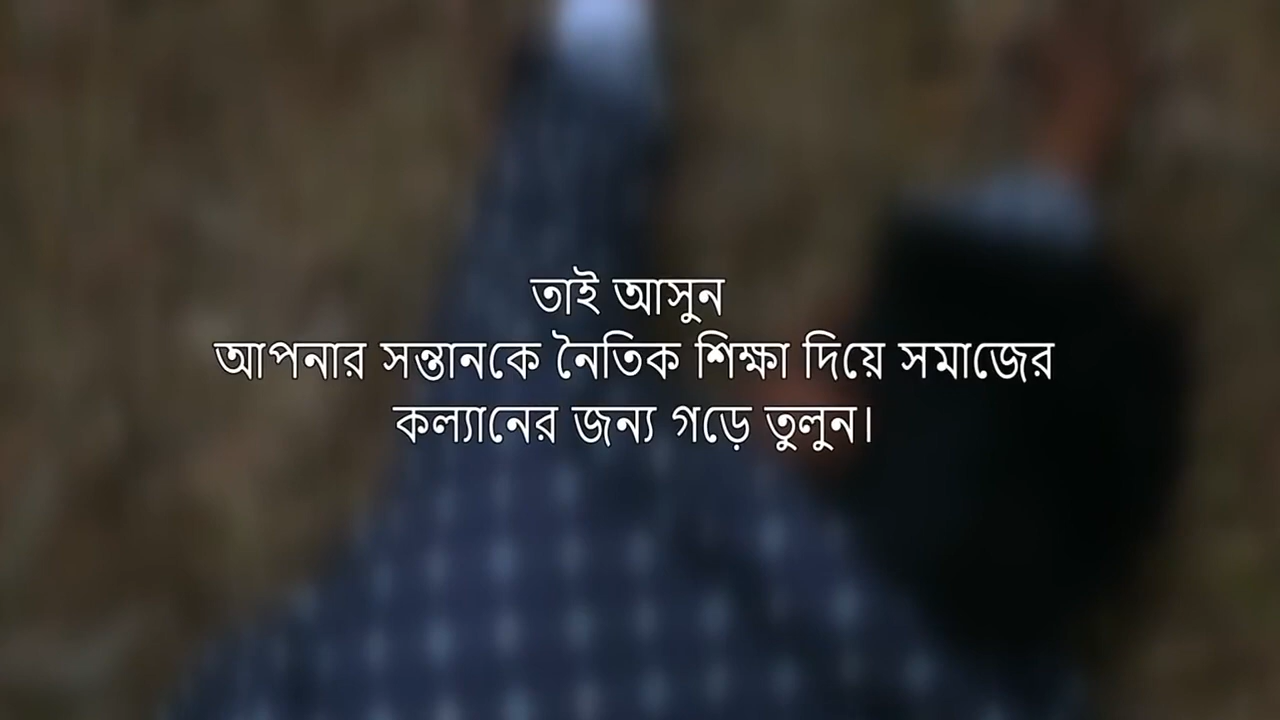 তাই আসুন
আপনার সন্তানকে নৈতিক শিক্ষা দিয়ে সমাজের
কল্যানের জন্য গড়ে তুলুন।